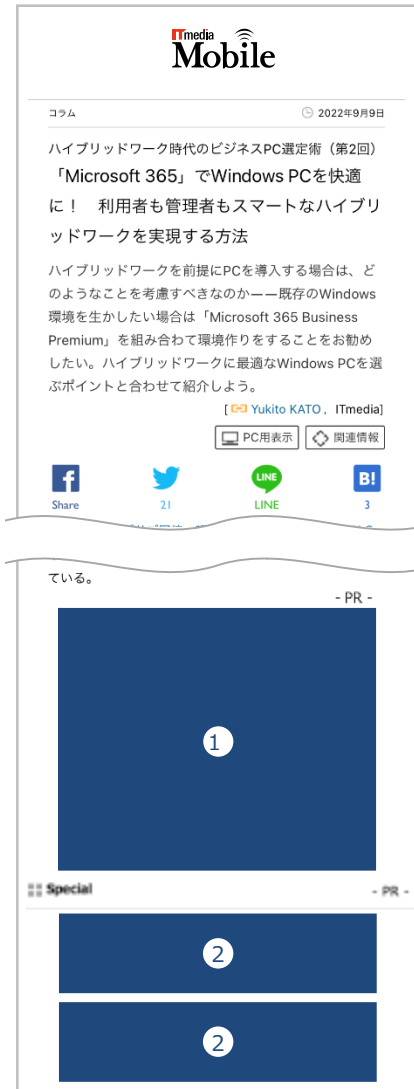 ITmedia
Mobile
コラム
2022年9月9日
ハイブリッドワーク時代のビジネスPC選定術（第2回）
「Microsoft 365」でWindows PCを快適
に！　利用者も管理者もスマートなハイブリ
ッドワークを実現する方法
ハイブリッドワークを前提にPCを導入する場合は、ど
のようなことを考慮すべきなのか——既存のWindows
環境を生かしたい場合は「Microsoft 365 Business
Premium」を組み合わて環境作りをすることをお勧め
したい。ハイブリッドワークに最適なWindows PCを選
ぶポイントと合わせて紹介しよう。
[Yukito KATO，ITmedia]
PC用表示 関連情報
f LINE B!
Share 21 LINE 3
ている。
- PR -
1
Special - PR -
2
2